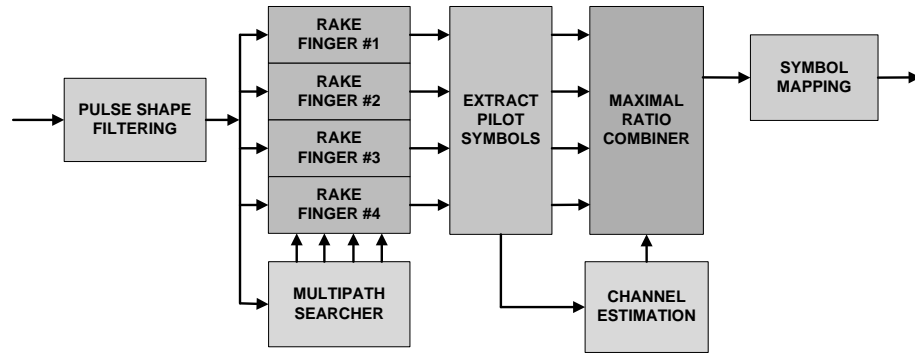 PULSE SHAPE
FILTERING
RAKE
FINGER #1
RAKE
FINGER #2
RAKE
FINGER #3
RAKE
FINGER #4
MULTIPATH
SEARCHER
EXTRACT
PILOT
SYMBOLS
MAXIMAL
RATIO
COMBINER
CHANNEL
ESTIMATION
SYMBOL
MAPPING